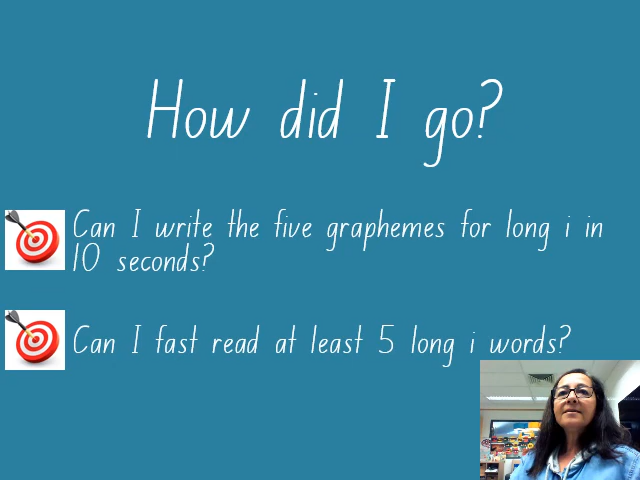 How did I go?
Can I write the five graphemes for long i in
10 seconds?
Can I fast read at least 5 long i words?